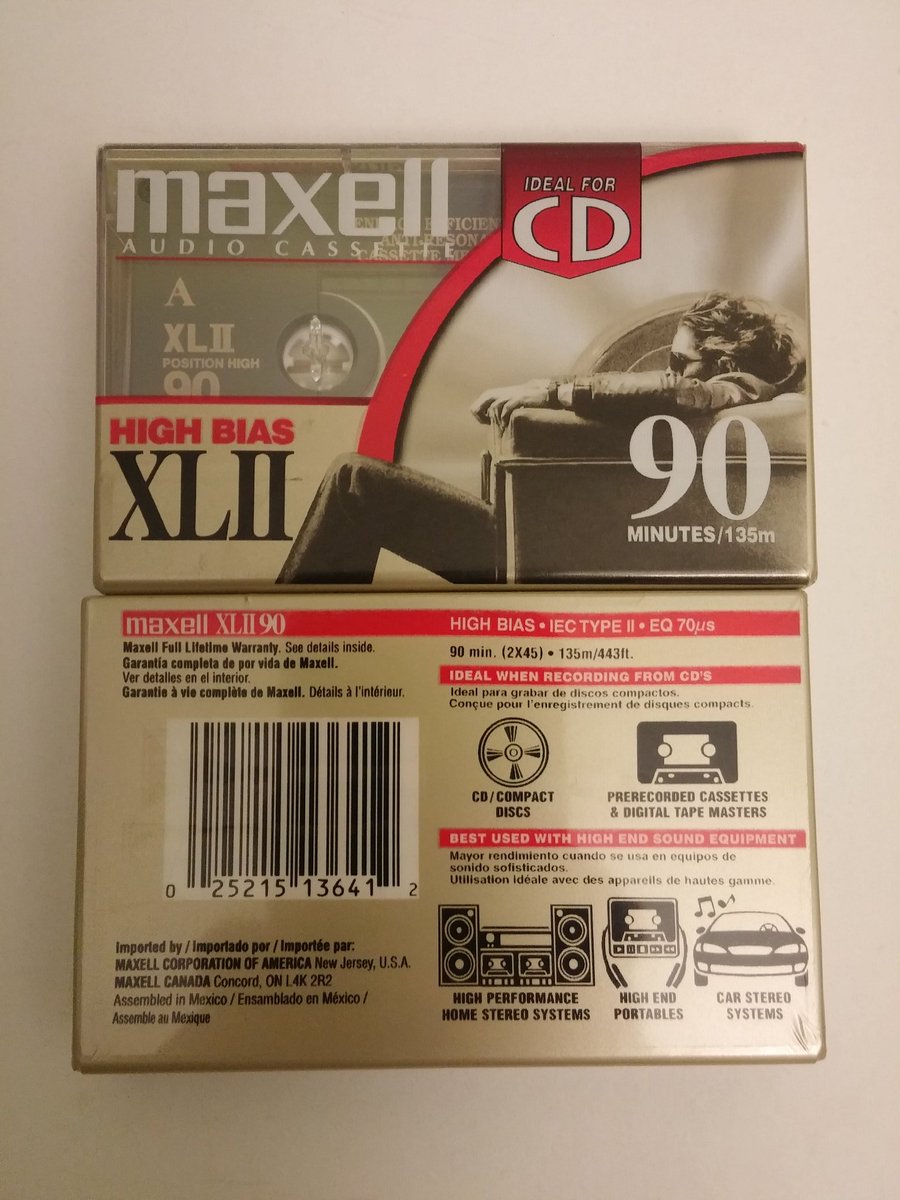 maxell
AUDIO CASSETTE
IDEAL FOR
CD
A
XLII
POSITION HIGH
90
HIGH BIAS
XLII
90
MINUTES/135m
maxell XLII 90
Maxell Full Lifetime Warranty. See details inside.
Garantía completa de por vida de Maxell.
Ver detalles en el interior.
Garantie à vie complète de Maxell. Détails à l'intérieur.
0 25215 13641 2
Imported by / Importado por / Importée par:
MAXELL CORPORATION OF AMERICA New Jersey, U.S.A.
MAXELL CANADA Concord, ON L4K 2R2
Assembled in Mexico / Ensamblado en México /
Assemble au Mexique
HIGH BIAS • IEC TYPE II • EQ 70µs
90 min. (2X45) • 135m/443ft.
IDEAL WHEN RECORDING FROM CD'S
Ideal para grabar de discos compactos.
Conçue pour l'enregistrement de disques compacts.
CD/COMPACT
DISCS
PRERECORDED CASSETTES
& DIGITAL TAPE MASTERS
BEST USED WITH HIGH END SOUND EQUIPMENT
Mayor rendimiento cuando se usa en equipos de
sonido sofisticados.
Utilisation idéale avec des appareils de hautes gamme.
HIGH PERFORMANCE
HOME STEREO SYSTEMS
HIGH END
PORTABLES
CAR STEREO
SYSTEMS